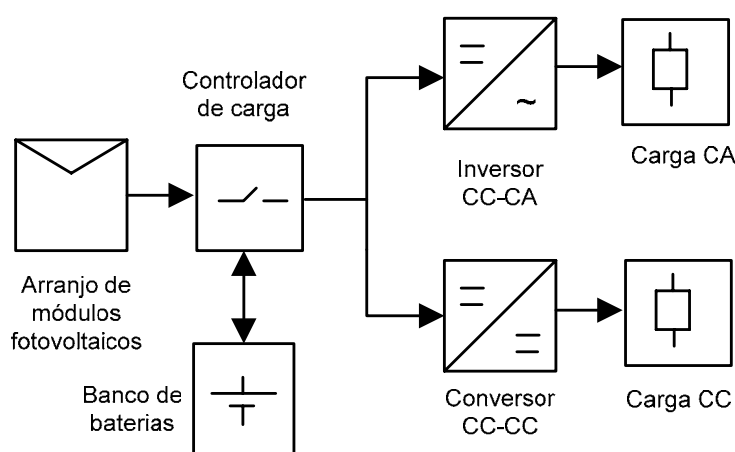 Controlador
de carga
Inversor
CC-CA
Carga CA
Arranjo de
módulos
fotovoltaicos
Banco de
baterias
Conversor
CC-CC
Carga CC